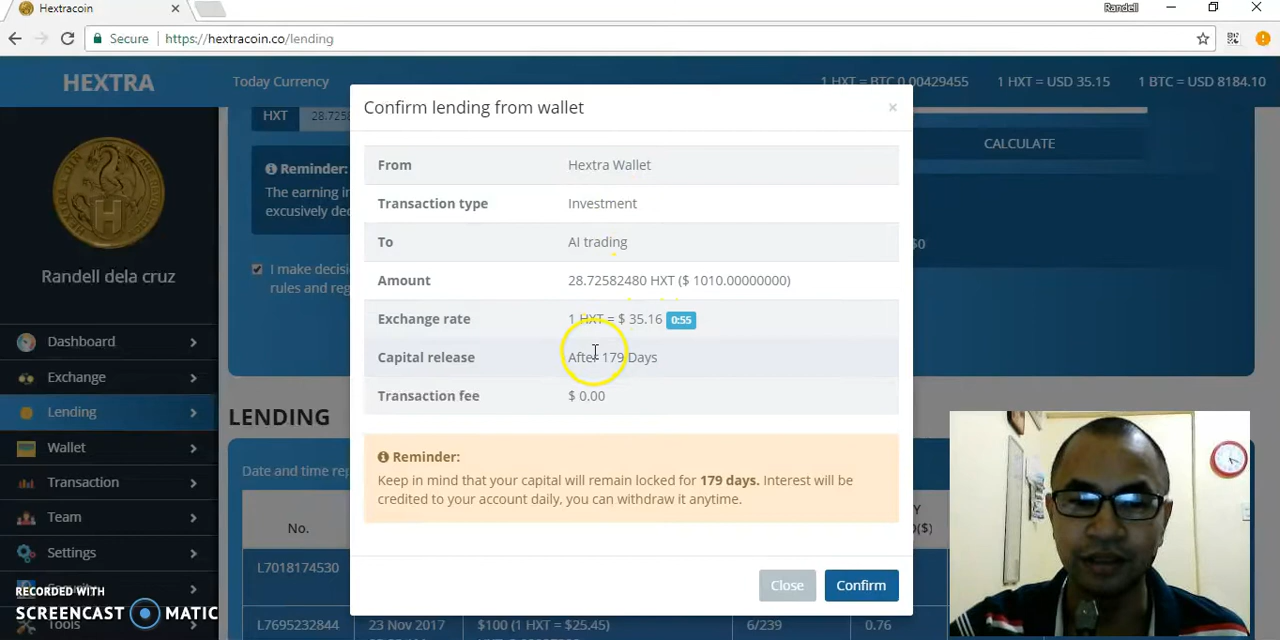 Hextracoin
Randell
Secure https://hextracoin.co/lending
HEXTRA
Today Currency
1 HXT = BTC 0.00429455
1 HXT = USD 35.15
1 BTC = USD 8184.10
Confirm lending from wallet
×
HXT 28.7258
CALCULATE
From Hextra Wallet
Reminder:
The earning in
excusively dec
Transaction type Investment
To AI trading
$0
Randell dela cruz
I make decisi
rules and reg
Amount 28.72582480 HXT ($ 1010.00000000)
Exchange rate 1 HXT = $ 35.16 0:55
Capital release After 179 Days
Transaction fee $ 0.00
Dashboard
Exchange
Lending
Wallet
Transaction
Team
Settings
Security
Tools
LENDING
Date and time re
No.
Reminder:
Keep in mind that your capital will remain locked for 179 days. Interest will
be credited to your account daily, you can withdraw it anytime.
L7018174530
Close Confirm
L7695232844 23 Nov 2017 $100 (1 HXT = $25.45) 6/239 0.76
RECORDED WITH
SCREENCAST MATIC